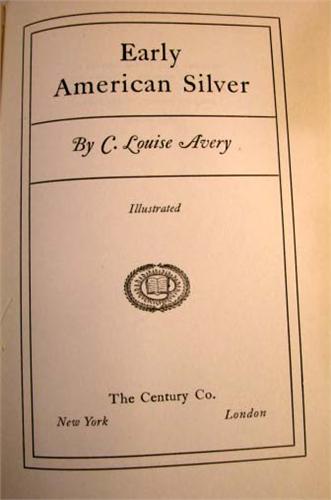 Early
American Silver
By C. Louise Avery
Illustrated
The Century Co.
New York London